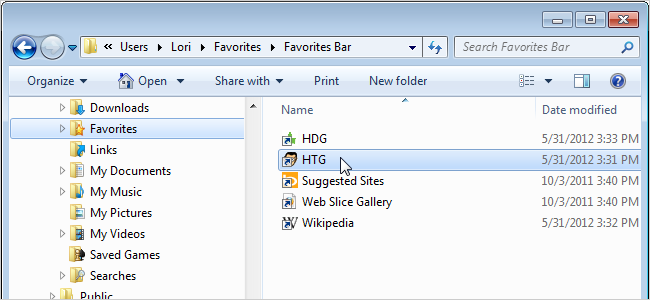 « Users ▸ Lori ▸ Favorites ▸ Favorites Bar Search Favorites Bar
Organize Open Share with Print New folder
Downloads
Favorites
Links
My Documents
My Music
My Pictures
My Videos
Saved Games
Searches
Public
Name Date modified
HDG 5/31/2012 3:33 PM
HTG 5/31/2012 3:31 PM
Suggested Sites 10/3/2011 3:40 PM
Web Slice Gallery 10/3/2011 3:40 PM
Wikipedia 5/31/2012 3:32 PM